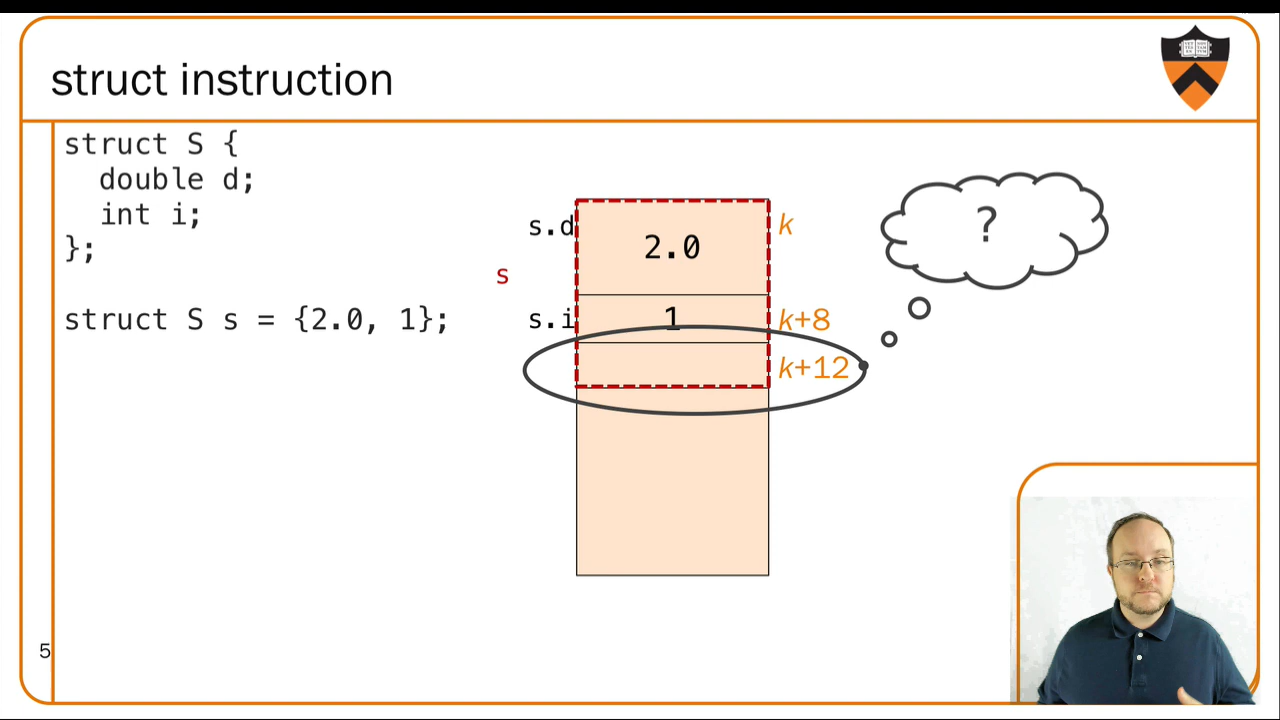 struct instruction
struct S {
double d;
int i;
};
struct S s = {2.0, 1};
s.d
2.0
k
s
s.i
1
k+8
k+12
?
5